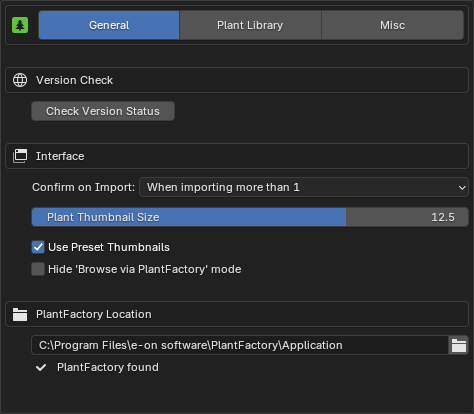 General Plant Library Misc
Version Check
Check Version Status
Interface
Confirm on Import: When importing more than 1
Plant Thumbnail Size 12.5
Use Preset Thumbnails
Hide 'Browse via PlantFactory' mode
PlantFactory Location
C:\Program Files\e-on software\PlantFactory\Application
PlantFactory found